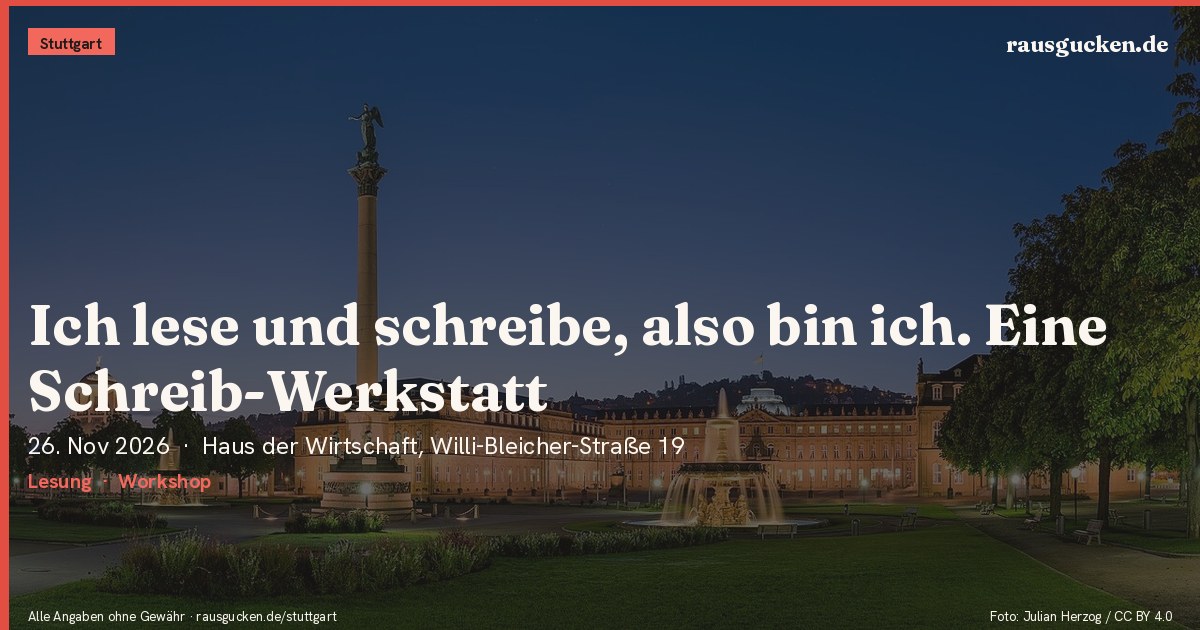 Stuttgart
rausgucken.de
Ich lese und schreibe, also bin ich. Eine
Schreib-Werkstatt
26. Nov 2026 · Haus der Wirtschaft, Willi-Bleicher-Straße 19
Lesung · Workshop
Alle Angaben ohne Gewähr · rausgucken.de/stuttgart
Foto: Julian Herzog / CC BY 4.0